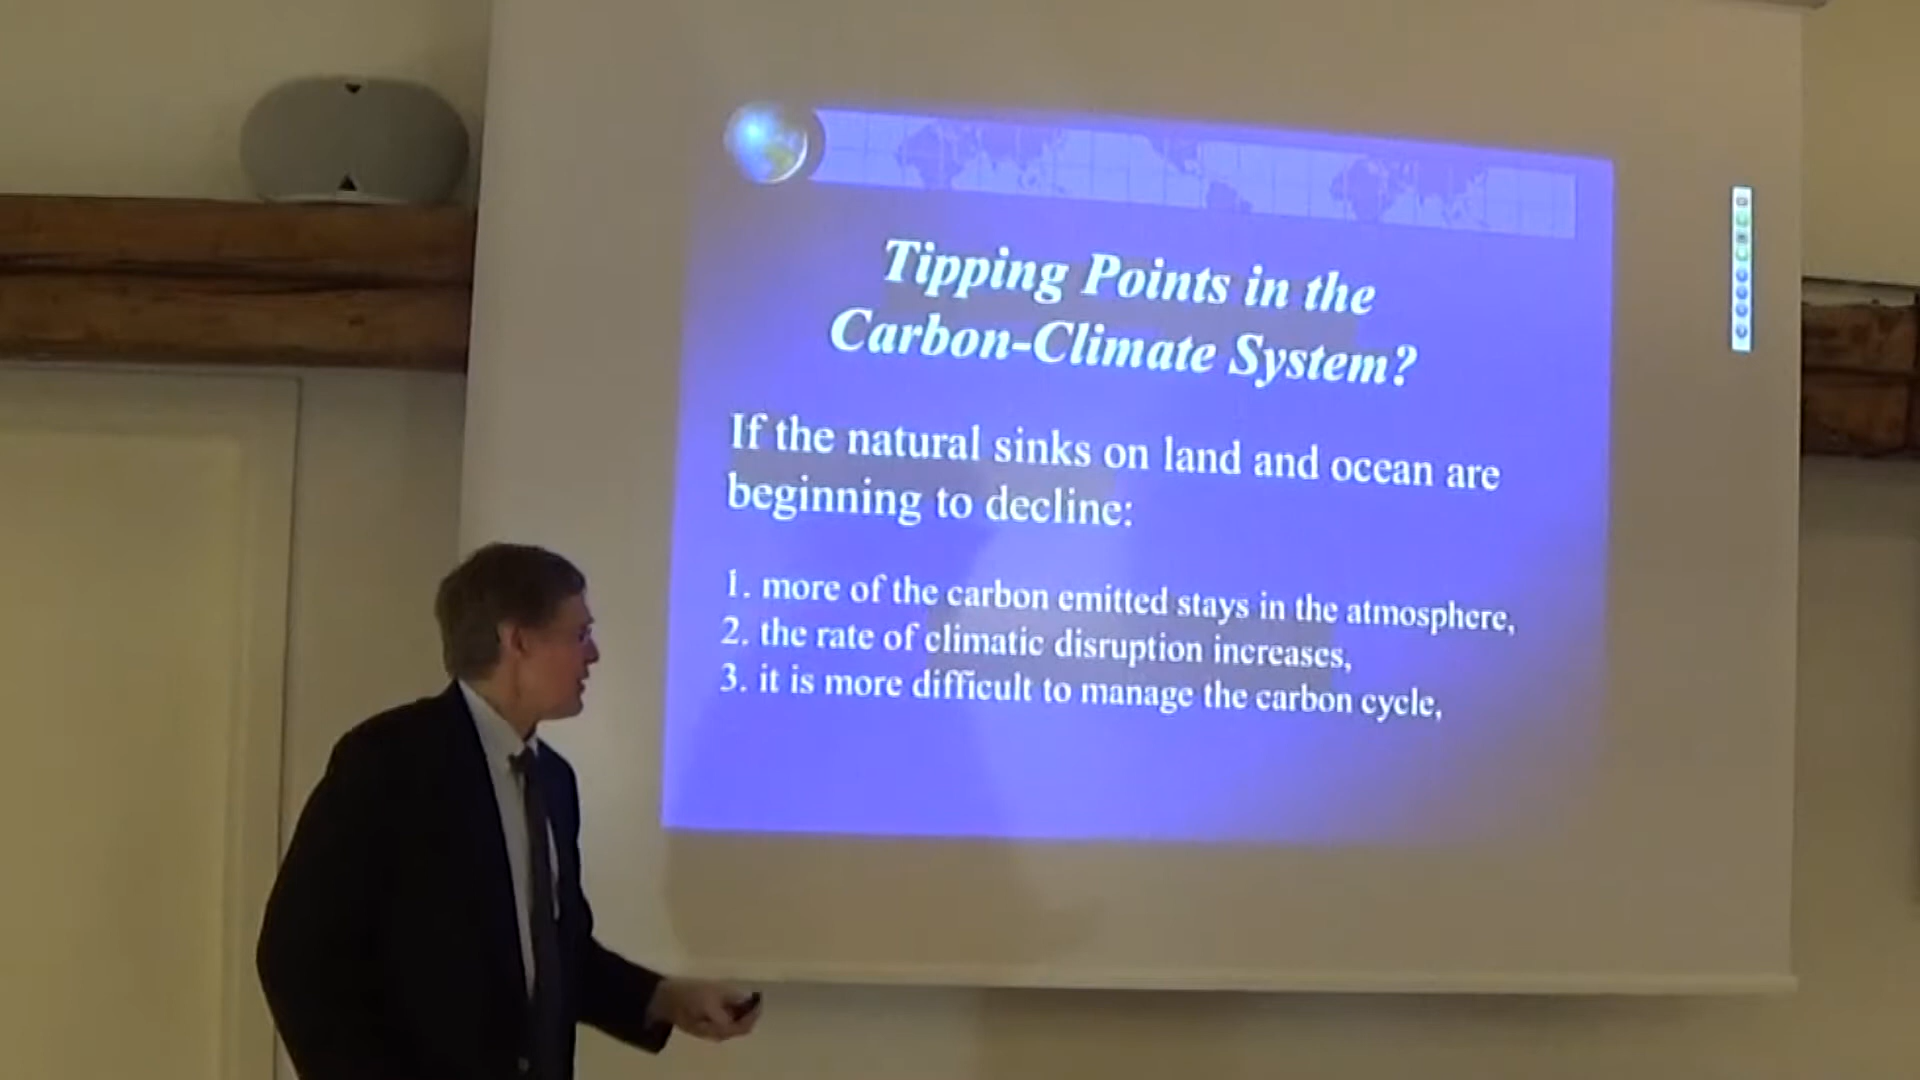 Tipping Points in the
Carbon-Climate System?
If the natural sinks on land and ocean are
beginning to decline:
1. more of the carbon emitted stays in the atmosphere,
2. the rate of climatic disruption increases,
3. it is more difficult to manage the carbon cycle,